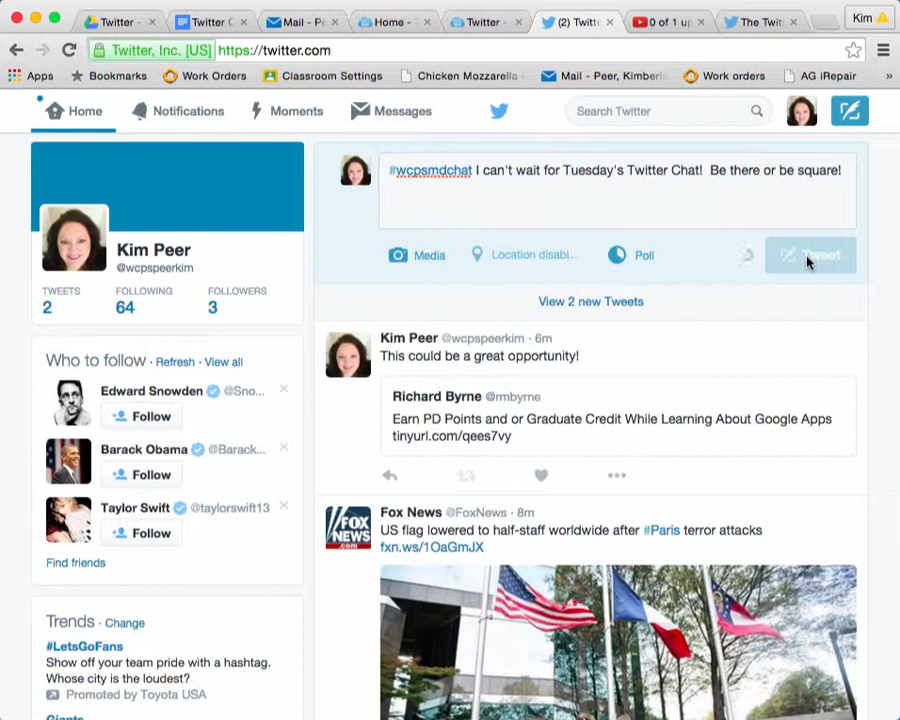 Twitter -
Twitter C
Mail - Pe
Home -
Twitter -
(2) Twitt
0 of 1 up
The Twit
Kim
Twitter, Inc. [US] https://twitter.com
Apps Bookmarks Work Orders Classroom Settings Chicken Mozzarella Mail - Peer, Kimberl Work orders AG iRepair »
Home Notifications Moments Messages Search Twitter
#wcpsmdchat I can't wait for Tuesday's Twitter Chat! Be there or be square!
Media Location disabl... Poll Tweet
Kim Peer
@wcpspeerkim
TWEETS FOLLOWING FOLLOWERS
2 64 3
View 2 new Tweets
Who to follow · Refresh · View all
Edward Snowden @Sno...
Follow
Barack Obama @Barack...
Follow
Taylor Swift @taylorswift13
Follow
Find friends
Kim Peer @wcpspeerkim · 6m
This could be a great opportunity!
Richard Byrne @rmbyrne
Earn PD Points and or Graduate Credit While Learning About Google Apps
tinyurl.com/qees7vy
FOX
NEWS
.com
Fox News @FoxNews · 8m
US flag lowered to half-staff worldwide after #Paris terror attacks
fxn.ws/1OaGmJX
Trends · Change
#LetsGoFans
Show off your team pride with a hashtag.
Whose city is the loudest?
Promoted by Toyota USA
Giants